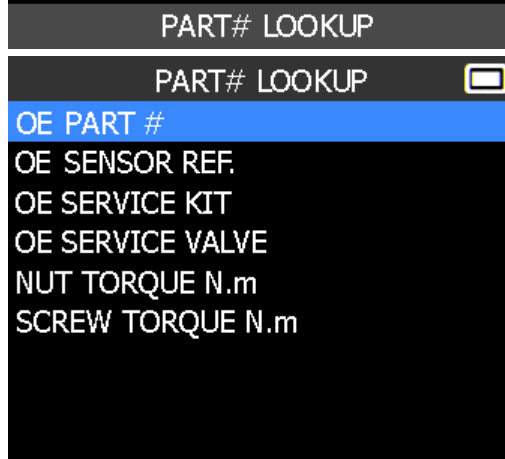 PART# LOOKUP
PART# LOOKUP
OE PART #
OE SENSOR REF.
OE SERVICE KIT
OE SERVICE VALVE
NUT TORQUE N.m
SCREW TORQUE N.m